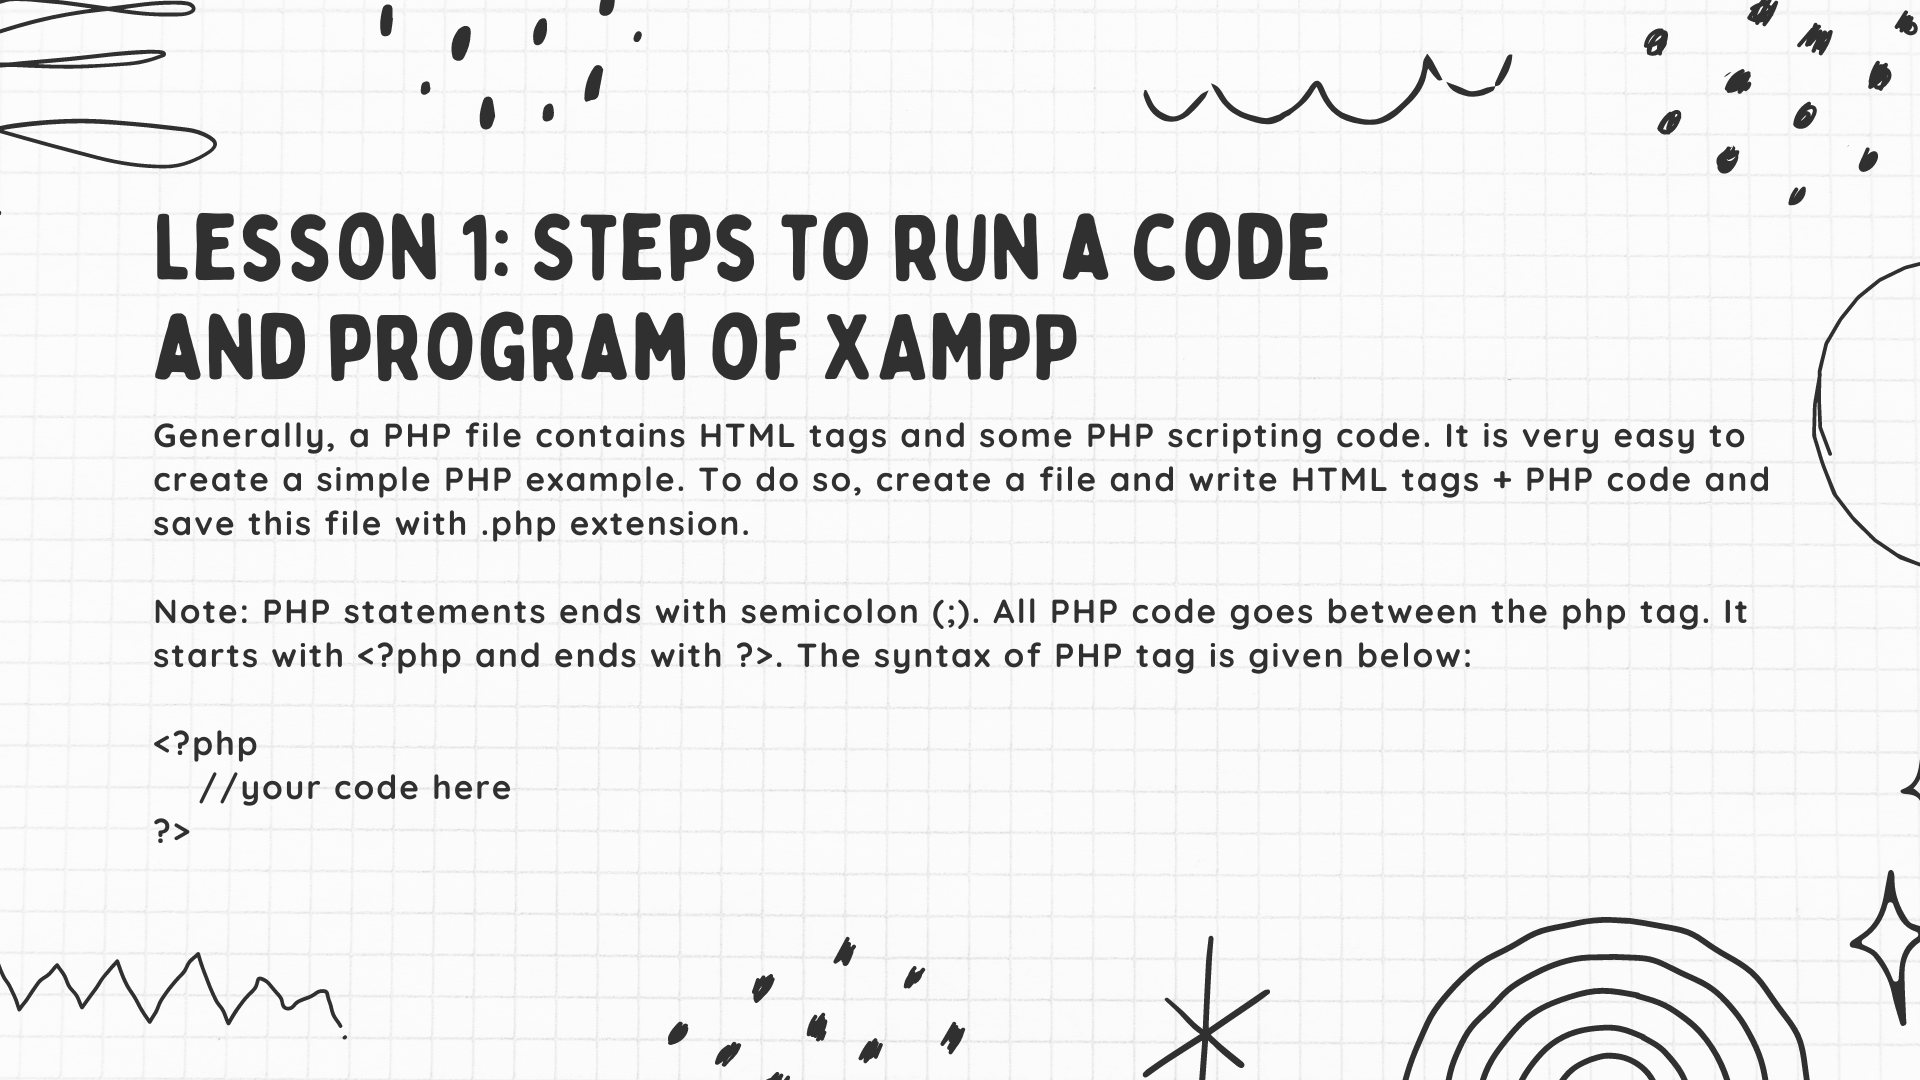 LESSON 1: STEPS TO RUN A CODE
AND PROGRAM OF XAMPP
Generally, a PHP file contains HTML tags and some PHP scripting code. It is very easy to
create a simple PHP example. To do so, create a file and write HTML tags + PHP code and
save this file with .php extension.
Note: PHP statements ends with semicolon (;). All PHP code goes between the php tag. It
starts with <?php and ends with ?>. The syntax of PHP tag is given below:
<?php
//your code here
?>